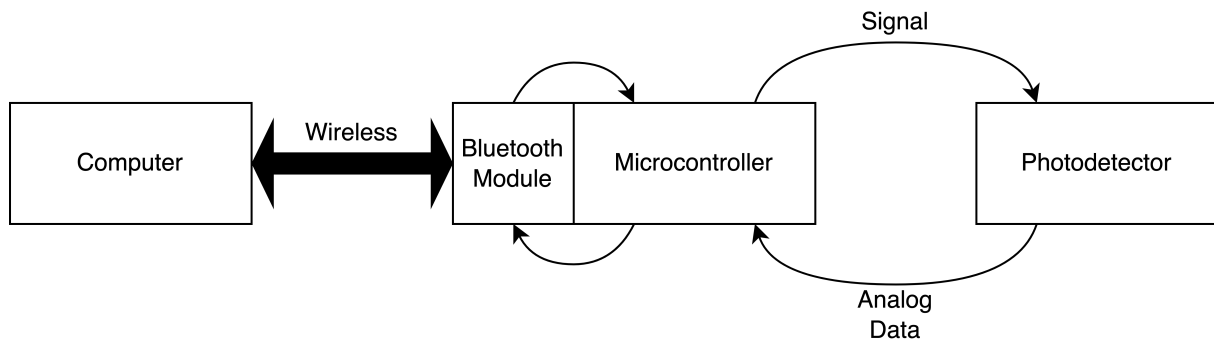 Signal
Wireless
Computer
Bluetooth
Module
Microcontroller
Photodetector
Analog
Data